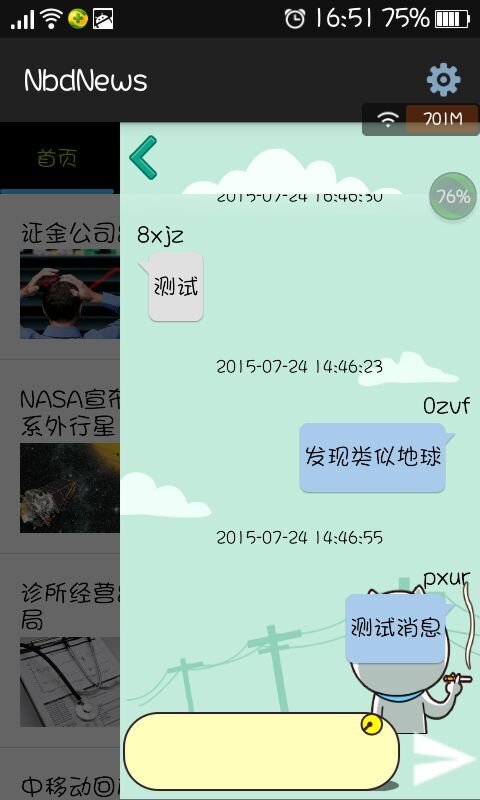 16:51 75%
NbdNews
701M
76%
首页
证金公司
NASA宣布
系外行星
诊所经营
局
中移动回
2015-07-24 16:46:30
8xjz
测试
2015-07-24 14:46:23
0zvf
发现类似地球
2015-07-24 14:46:55
pxur
测试消息